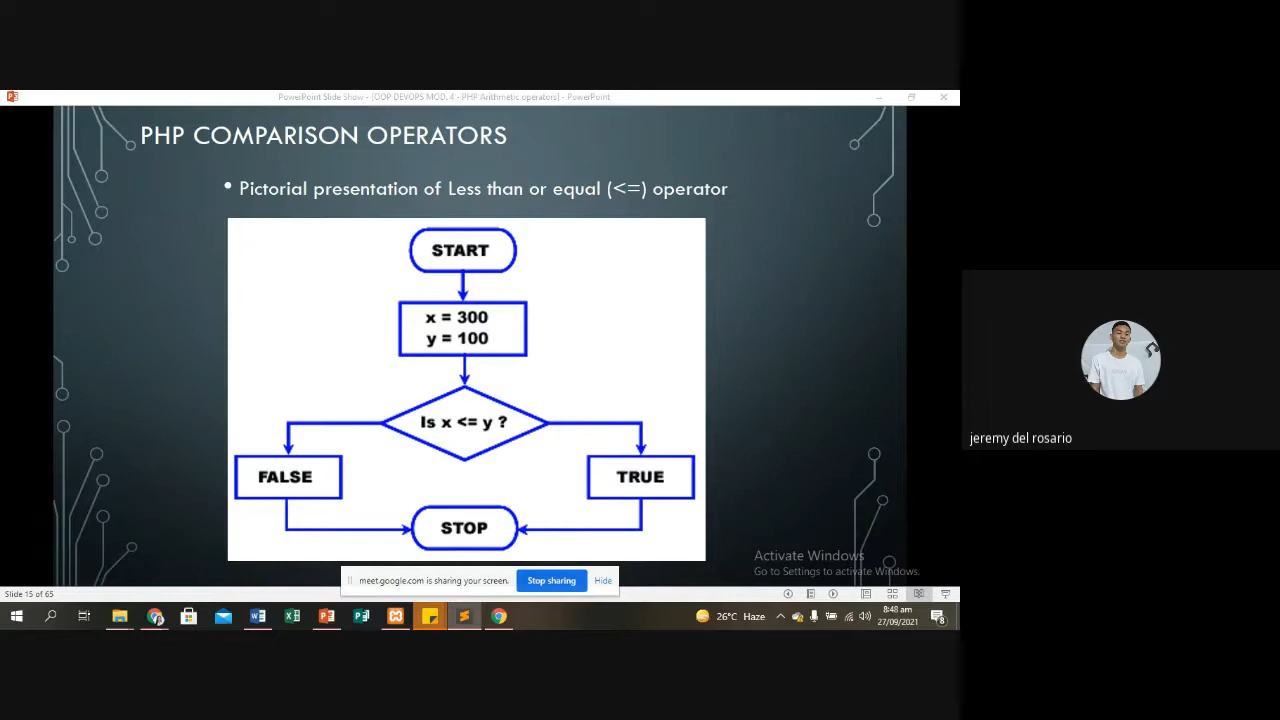 PowerPoint Slide Show - [OOP DEVOPS MOD. 4 - PHP Arithmetic operators] - PowerPoint
PHP COMPARISON OPERATORS
• Pictorial presentation of Less than or equal (<=) operator
START
x = 300
y = 100
Is x <= y ?
FALSE
TRUE
STOP
jeremy del rosario
Activate Windows
Go to Settings to activate Windows.
meet.google.com is sharing your screen.
Stop sharing
Hide
Slide 15 of 65
26°C Haze
8:48 am
27/09/2021
8